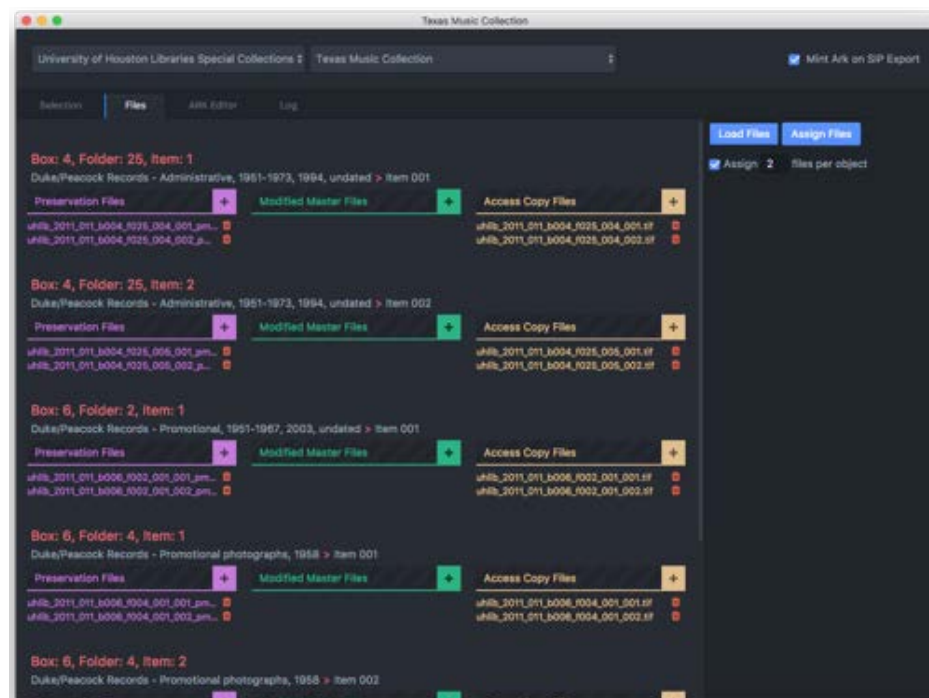 Texas Music Collection
University of Houston Libraries Special Collections Texas Music Collection Mint Ark on SIP Export
Selection Files ARK Editor Log
Load Files Assign Files
Assign 2 files per object
Box: 4, Folder: 25, Item: 1
Duke/Peacock Records - Administrative, 1951-1973, 1994, undated > Item 001
Preservation Files + Modified Master Files + Access Copy Files +
uhlib_2011_011_b004_f025_004_001_pm... uhlib_2011_011_b004_f025_004_001.tif
uhlib_2011_011_b004_f025_004_002_p... uhlib_2011_011_b004_f025_004_002.tif
Box: 4, Folder: 25, Item: 2
Duke/Peacock Records - Administrative, 1951-1973, 1994, undated > Item 002
Preservation Files + Modified Master Files + Access Copy Files +
uhlib_2011_011_b004_f025_005_001_pm... uhlib_2011_011_b004_f025_005_001.tif
uhlib_2011_011_b004_f025_005_002_p... uhlib_2011_011_b004_f025_005_002.tif
Box: 6, Folder: 2, Item: 1
Duke/Peacock Records - Promotional, 1951-1967, 2003, undated > Item 001
Preservation Files + Modified Master Files + Access Copy Files +
uhlib_2011_011_b006_f002_001_001_pm... uhlib_2011_011_b006_f002_001_001.tif
uhlib_2011_011_b006_f002_001_002_pm... uhlib_2011_011_b006_f002_001_002.tif
Box: 6, Folder: 4, Item: 1
Duke/Peacock Records - Promotional photographs, 1958 > Item 001
Preservation Files + Modified Master Files + Access Copy Files +
uhlib_2011_011_b006_f004_001_001_pm... uhlib_2011_011_b006_f004_001_001.tif
uhlib_2011_011_b006_f004_001_002_pm... uhlib_2011_011_b006_f004_001_002.tif
Box: 6, Folder: 4, Item: 2
Duke/Peacock Records - Promotional photographs, 1958 > Item 002